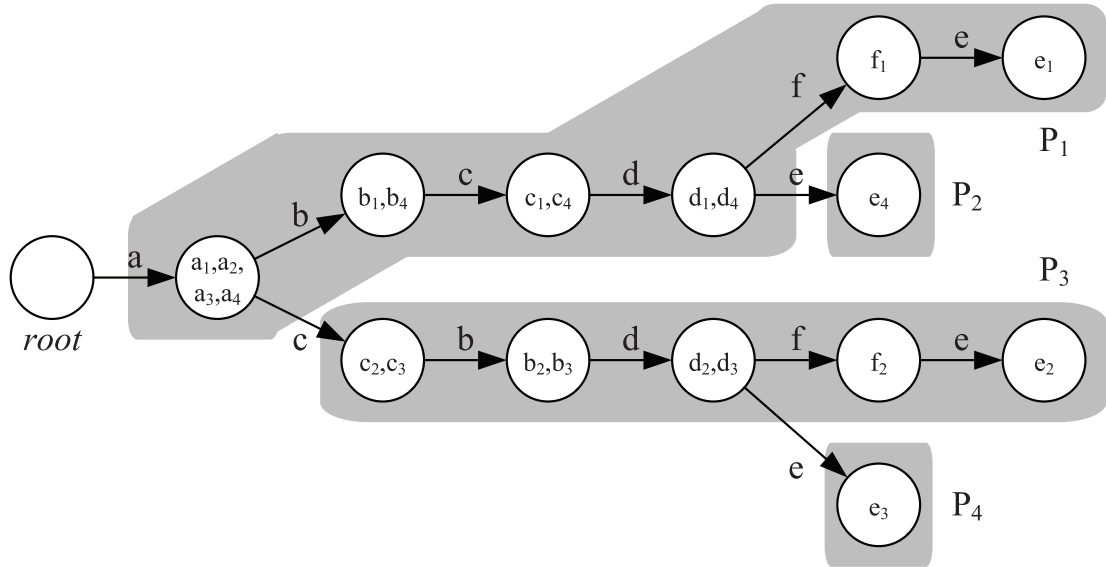 f
f₁
e
e₁
P₁
a
root
a₁,a₂,
a₃,a₄
b
b₁,b₄
c
c₁,c₄
d
d₁,d₄
e
e₄
P₂
P₃
c
c₂,c₃
b
b₂,b₃
d
d₂,d₃
f
f₂
e
e₂
e
e₃
P₄